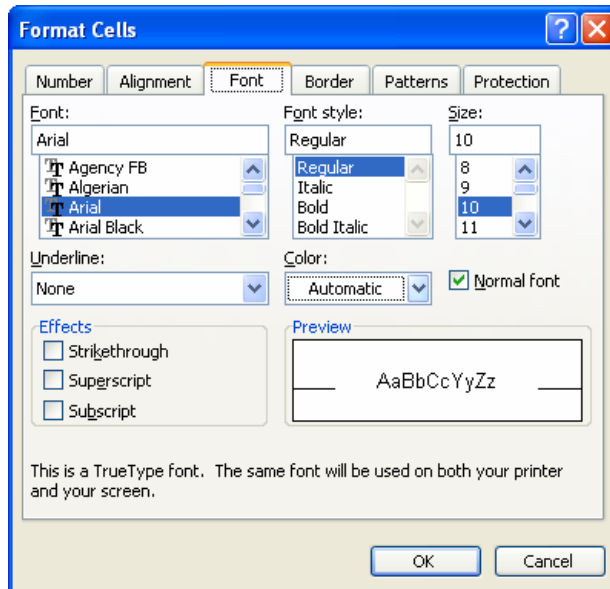 Format Cells
Number Alignment Font Border Patterns Protection
Font: Font style: Size:
Arial Regular 10
Agency FB Regular 8
Algerian Italic 9
Arial Bold 10
Arial Black Bold Italic 11
Underline: Color:
None Automatic Normal font
Effects Preview
Strikethrough
Superscript AaBbCcYyZz
Subscript
This is a TrueType font. The same font will be used on both your printer
and your screen.
OK Cancel